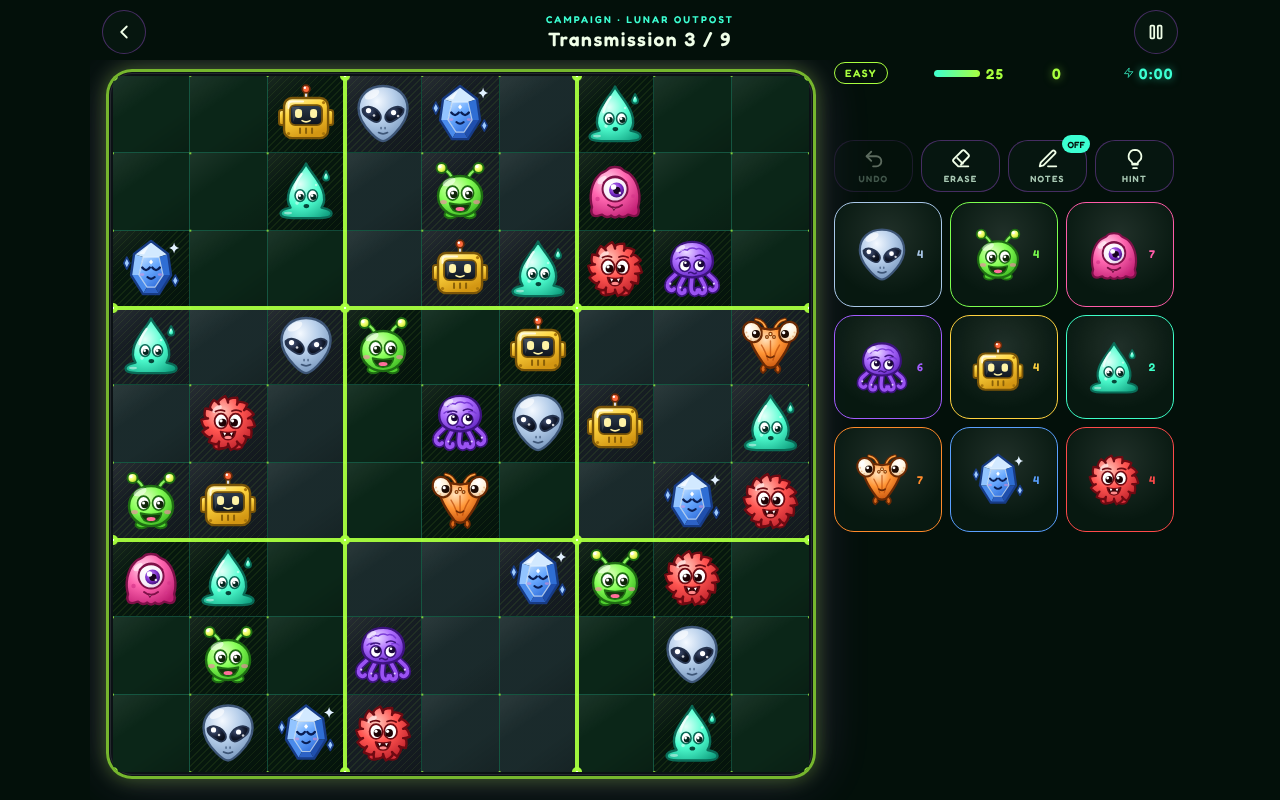 CAMPAIGN · LUNAR OUTPOST
Transmission 3 / 9
EASY
25
0
0:00
OFF
UNDO
ERASE
NOTES
HINT
4
4
7
6
4
2
7
4
4